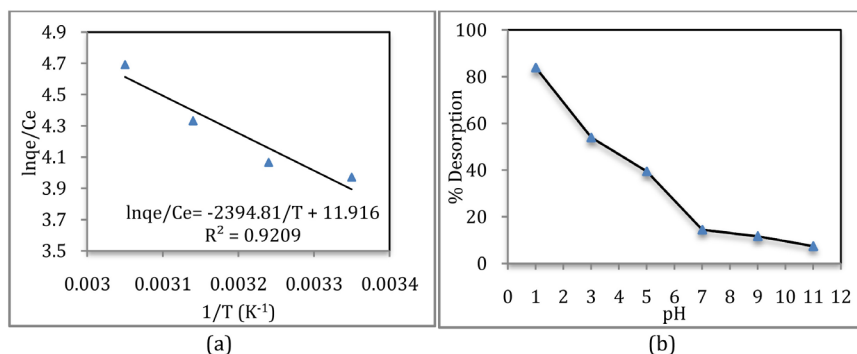 4.9
4.7
4.5
4.3
4.1
3.9
3.7
3.5
lnqe/Ce
lnqe/Ce= -2394.81/T + 11.916
R² = 0.9209
0.003 0.0031 0.0032 0.0033 0.0034
1/T (K⁻¹)
(a)
100
80
60
40
20
0
% Desorption
0 1 2 3 4 5 6 7 8 9 10 11 12
pH
(b)